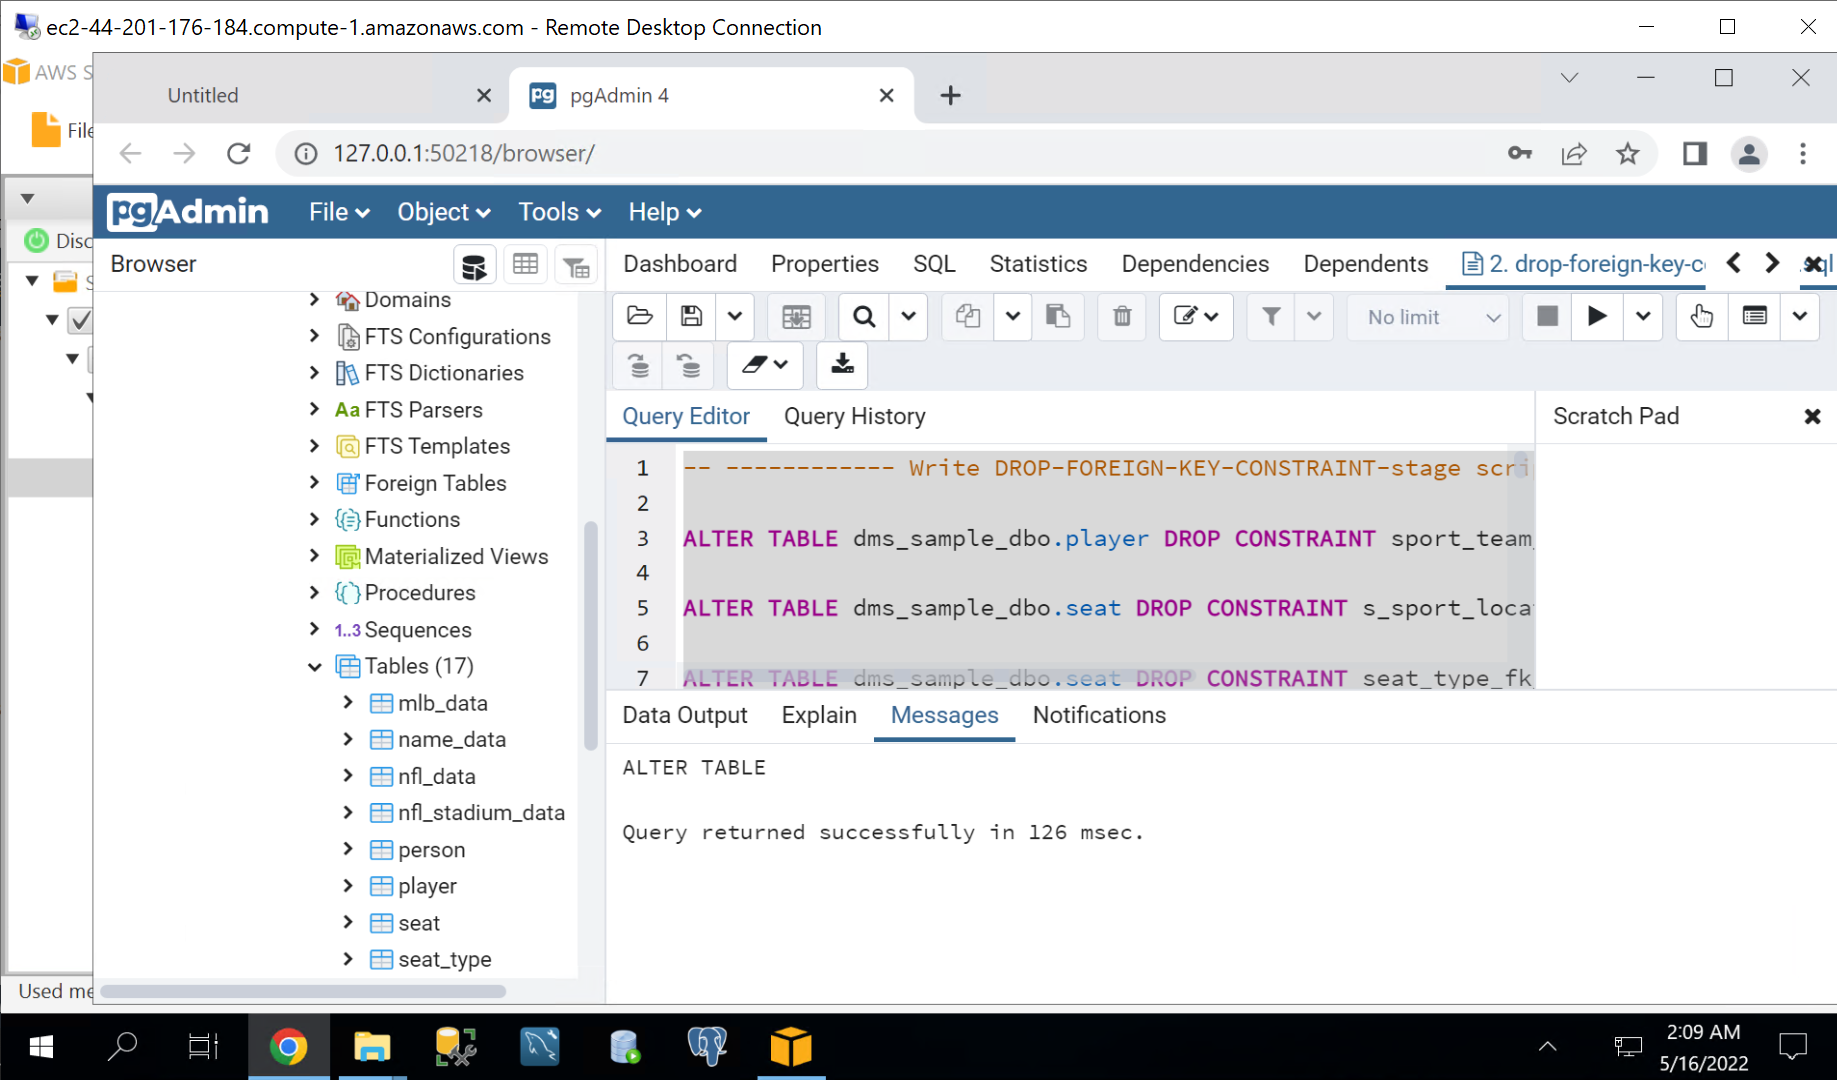 ec2-44-201-176-184.compute-1.amazonaws.com - Remote Desktop Connection
AWS S
Untitled
pg pgAdmin 4
File
127.0.0.1:50218/browser/
pgAdmin File Object Tools Help
Disc
Browser
Dashboard Properties SQL Statistics Dependencies Dependents 2. drop-foreign-key-c .sql
S
Domains
FTS Configurations
FTS Dictionaries
Aa FTS Parsers
FTS Templates
Foreign Tables
Functions
Materialized Views
Procedures
1..3 Sequences
Tables (17)
mlb_data
name_data
nfl_data
nfl_stadium_data
person
player
seat
seat_type
No limit
Query Editor Query History
Scratch Pad
1 -- ------------ Write DROP-FOREIGN-KEY-CONSTRAINT-stage scri
2
3 ALTER TABLE dms_sample_dbo.player DROP CONSTRAINT sport_team_
4
5 ALTER TABLE dms_sample_dbo.seat DROP CONSTRAINT s_sport_loca
6
7 ALTER TABLE dms_sample_dbo.seat DROP CONSTRAINT seat_type_fk
Data Output Explain Messages Notifications
ALTER TABLE
Query returned successfully in 126 msec.
Used me
2:09 AM
5/16/2022